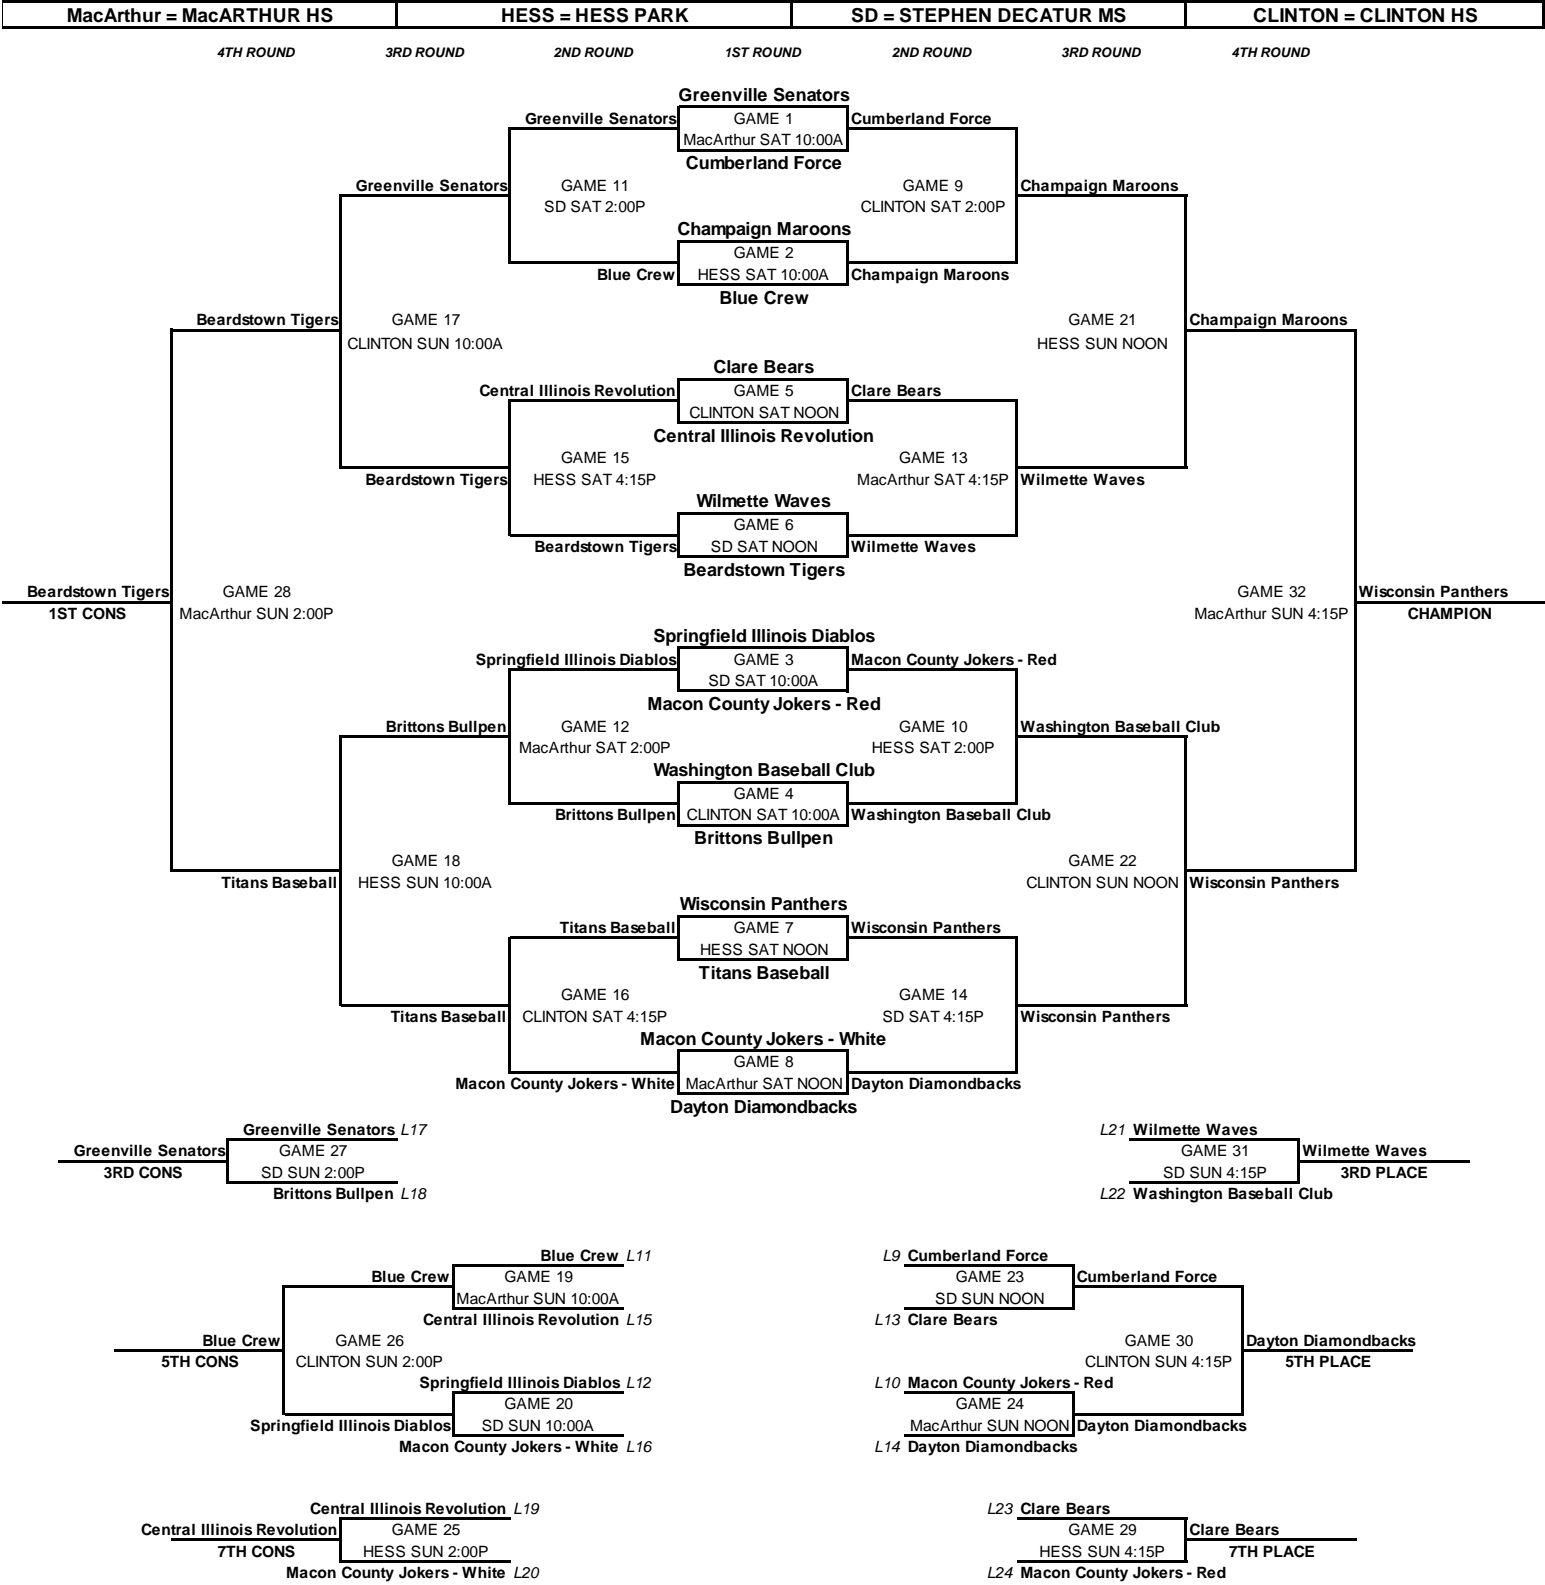 MacArthur = MacARTHUR HS HESS = HESS PARK SD = STEPHEN DECATUR MS CLINTON = CLINTON HS
4TH ROUND 3RD ROUND 2ND ROUND 1ST ROUND 2ND ROUND 3RD ROUND 4TH ROUND
Greenville Senators
Greenville Senators GAME 1 Cumberland Force
MacArthur SAT 10:00A
Cumberland Force
Greenville Senators GAME 11 GAME 9 Champaign Maroons
SD SAT 2:00P CLINTON SAT 2:00P
Champaign Maroons
GAME 2
Blue Crew HESS SAT 10:00A Champaign Maroons
Blue Crew
Beardstown Tigers GAME 17 GAME 21 Champaign Maroons
CLINTON SUN 10:00A HESS SUN NOON
Clare Bears
Central Illinois Revolution GAME 5 Clare Bears
CLINTON SAT NOON
Central Illinois Revolution
GAME 15 GAME 13
Beardstown Tigers HESS SAT 4:15P MacArthur SAT 4:15P Wilmette Waves
Wilmette Waves
GAME 6
Beardstown Tigers SD SAT NOON Wilmette Waves
Beardstown Tigers
Beardstown Tigers GAME 28 GAME 32 Wisconsin Panthers
1ST CONS MacArthur SUN 2:00P MacArthur SUN 4:15P CHAMPION
Springfield Illinois Diablos
Springfield Illinois Diablos GAME 3 Macon County Jokers - Red
SD SAT 10:00A
Macon County Jokers - Red
Brittons Bullpen GAME 12 GAME 10 Washington Baseball Club
MacArthur SAT 2:00P HESS SAT 2:00P
Washington Baseball Club
GAME 4
Brittons Bullpen CLINTON SAT 10:00A Washington Baseball Club
Brittons Bullpen
GAME 18 GAME 22
Titans Baseball HESS SUN 10:00A CLINTON SUN NOON Wisconsin Panthers
Wisconsin Panthers
Titans Baseball GAME 7 Wisconsin Panthers
HESS SAT NOON
Titans Baseball
GAME 16 GAME 14
Titans Baseball CLINTON SAT 4:15P SD SAT 4:15P Wisconsin Panthers
Macon County Jokers - White
GAME 8
Macon County Jokers - White MacArthur SAT NOON Dayton Diamondbacks
Dayton Diamondbacks
Greenville Senators L17 L21 Wilmette Waves
Greenville Senators GAME 27 GAME 31 Wilmette Waves
3RD CONS SD SUN 2:00P SD SUN 4:15P 3RD PLACE
Brittons Bullpen L18 L22 Washington Baseball Club
Blue Crew L11 L9 Cumberland Force
Blue Crew GAME 19 GAME 23 Cumberland Force
MacArthur SUN 10:00A SD SUN NOON
Central Illinois Revolution L15 L13 Clare Bears
Blue Crew GAME 26 GAME 30 Dayton Diamondbacks
5TH CONS CLINTON SUN 2:00P CLINTON SUN 4:15P 5TH PLACE
Springfield Illinois Diablos L12 L10 Macon County Jokers - Red
GAME 20 GAME 24
Springfield Illinois Diablos SD SUN 10:00A MacArthur SUN NOON Dayton Diamondbacks
Macon County Jokers - White L16 L14 Dayton Diamondbacks
Central Illinois Revolution L19 L23 Clare Bears
Central Illinois Revolution GAME 25 GAME 29 Clare Bears
7TH CONS HESS SUN 2:00P HESS SUN 4:15P 7TH PLACE
Macon County Jokers - White L20 L24 Macon County Jokers - Red